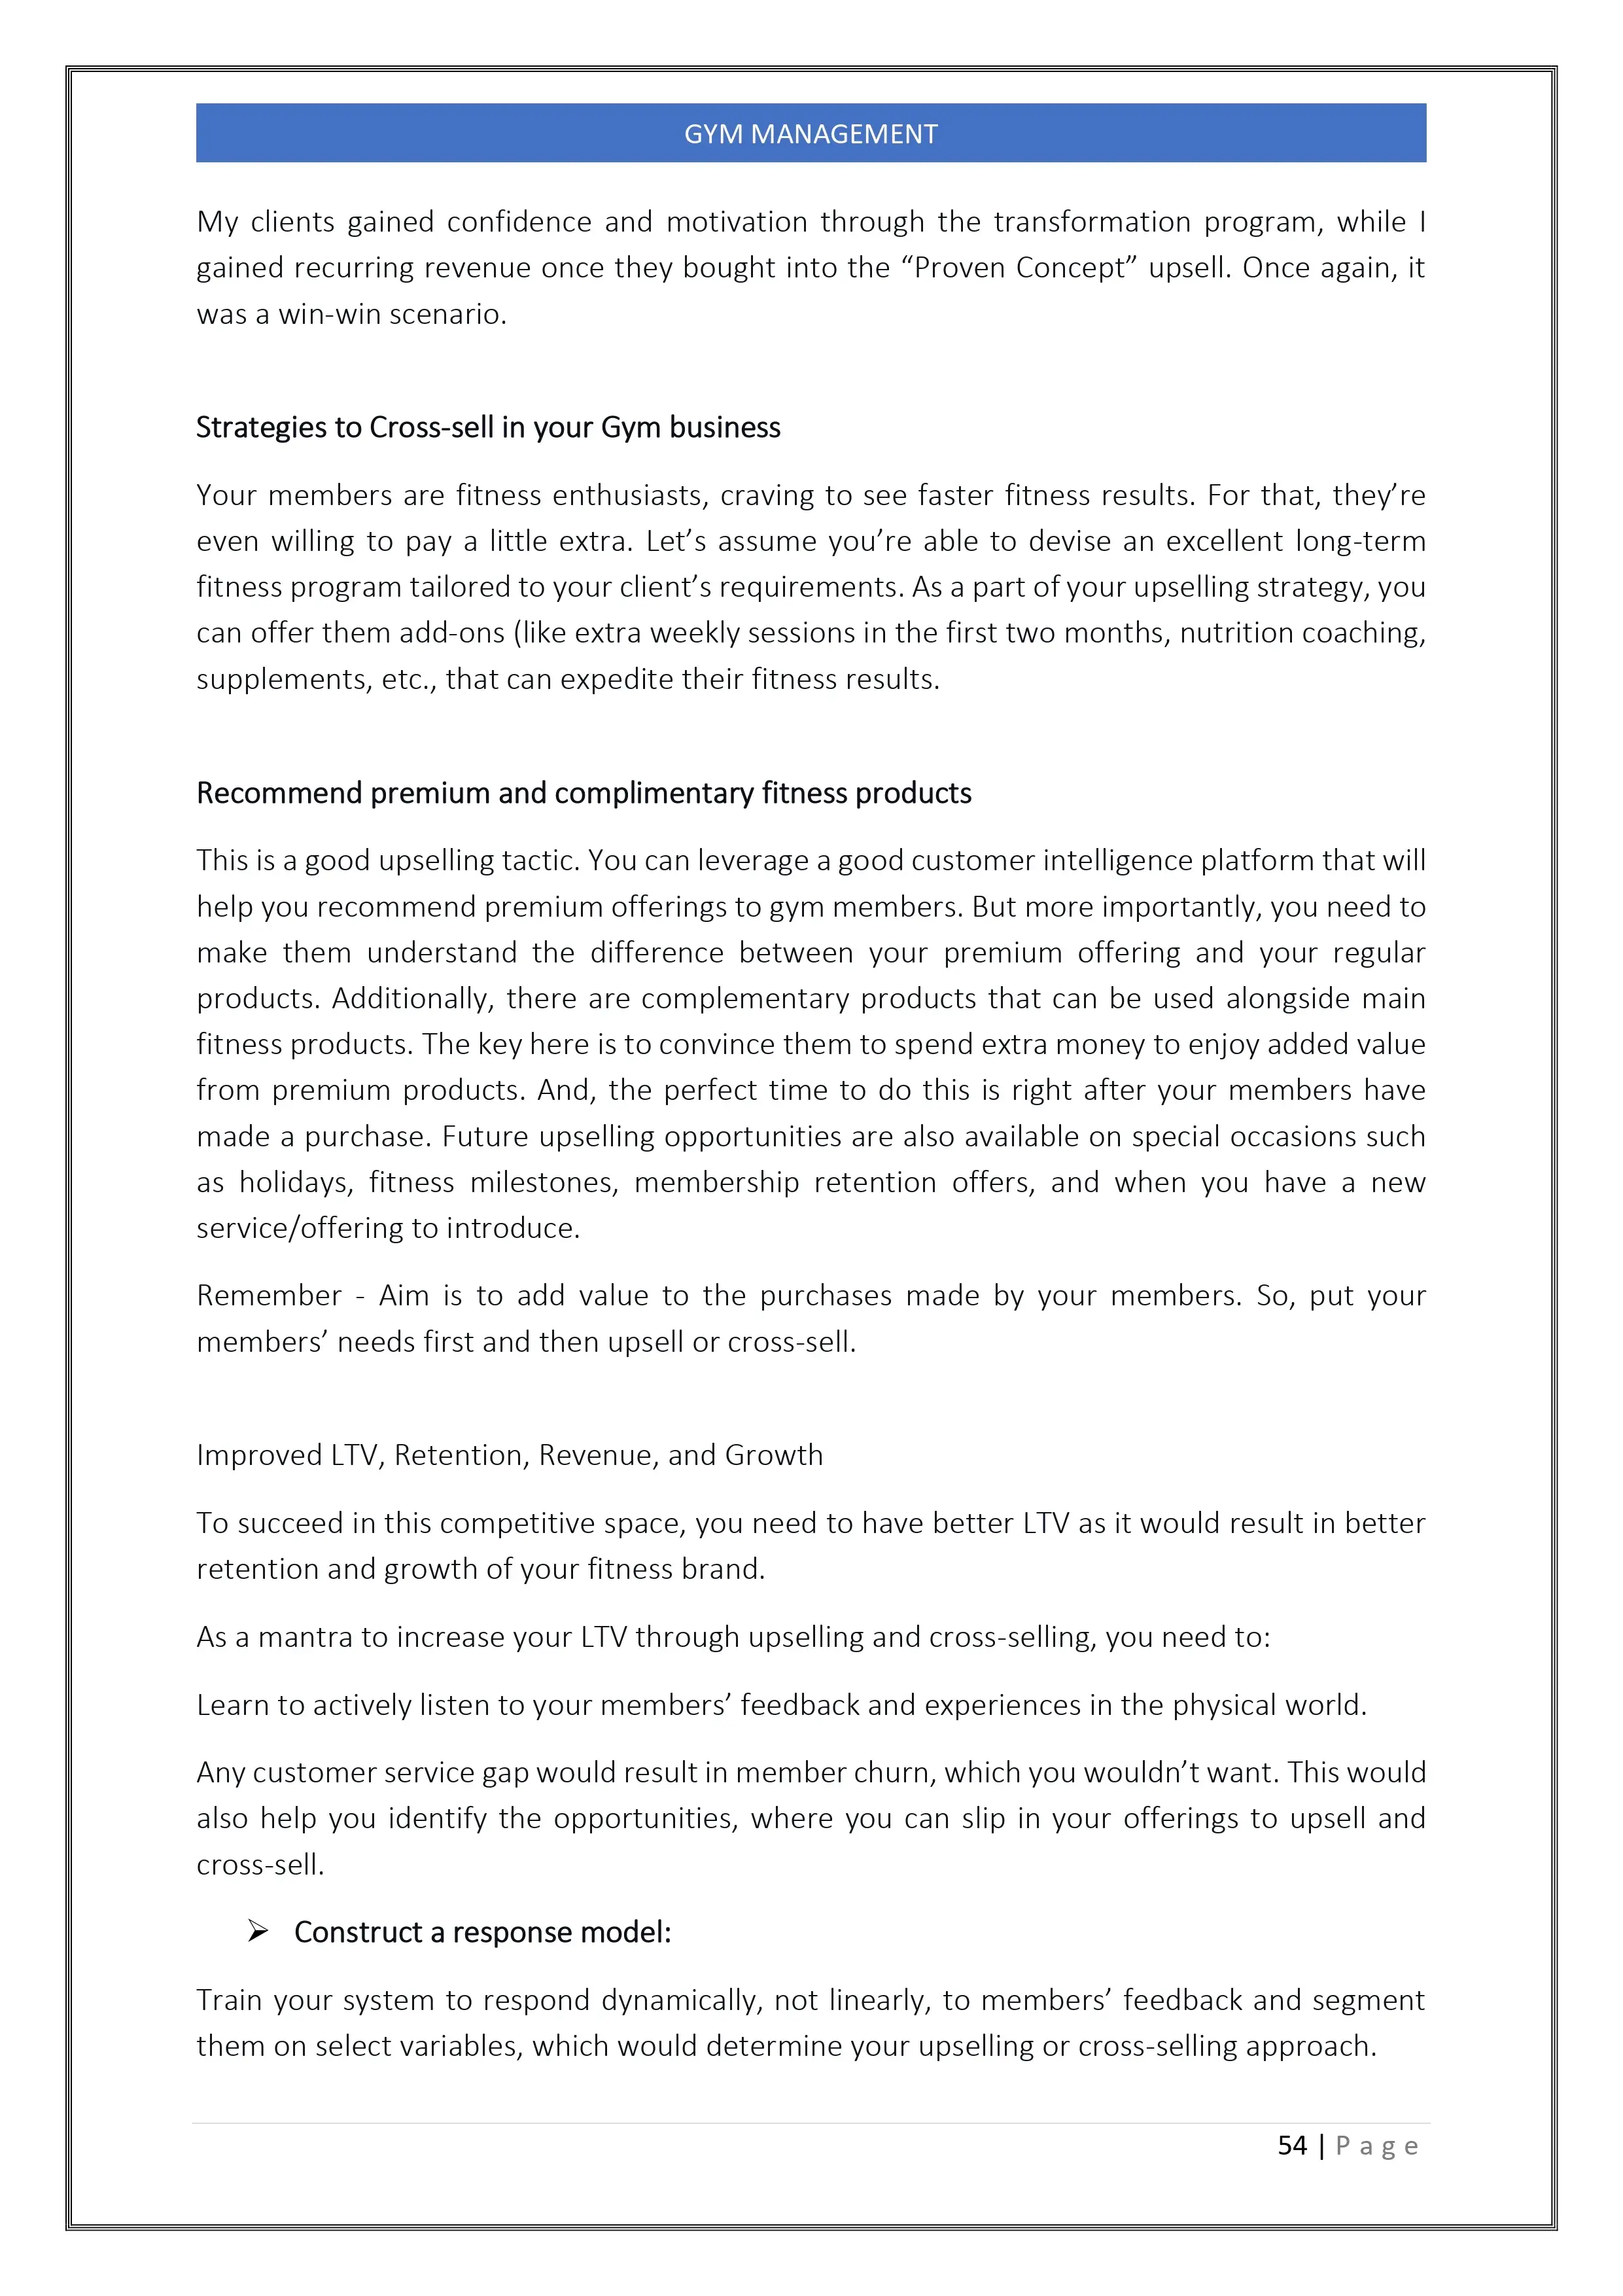 GYM MANAGEMENT
My clients gained confidence and motivation through the transformation program, while I
gained recurring revenue once they bought into the “Proven Concept” upsell. Once again, it
was a win-win scenario.
Strategies to Cross-sell in your Gym business
Your members are fitness enthusiasts, craving to see faster fitness results. For that, they’re
even willing to pay a little extra. Let’s assume you’re able to devise an excellent long-term
fitness program tailored to your client’s requirements. As a part of your upselling strategy, you
can offer them add-ons (like extra weekly sessions in the first two months, nutrition coaching,
supplements, etc., that can expedite their fitness results.
Recommend premium and complimentary fitness products
This is a good upselling tactic. You can leverage a good customer intelligence platform that will
help you recommend premium offerings to gym members. But more importantly, you need to
make them understand the difference between your premium offering and your regular
products. Additionally, there are complementary products that can be used alongside main
fitness products. The key here is to convince them to spend extra money to enjoy added value
from premium products. And, the perfect time to do this is right after your members have
made a purchase. Future upselling opportunities are also available on special occasions such
as holidays, fitness milestones, membership retention offers, and when you have a new
service/offering to introduce.
Remember - Aim is to add value to the purchases made by your members. So, put your
members’ needs first and then upsell or cross-sell.
Improved LTV, Retention, Revenue, and Growth
To succeed in this competitive space, you need to have better LTV as it would result in better
retention and growth of your fitness brand.
As a mantra to increase your LTV through upselling and cross-selling, you need to:
Learn to actively listen to your members’ feedback and experiences in the physical world.
Any customer service gap would result in member churn, which you wouldn’t want. This would
also help you identify the opportunities, where you can slip in your offerings to upsell and
cross-sell.
➢ Construct a response model:
Train your system to respond dynamically, not linearly, to members’ feedback and segment
them on select variables, which would determine your upselling or cross-selling approach.
54 | Page